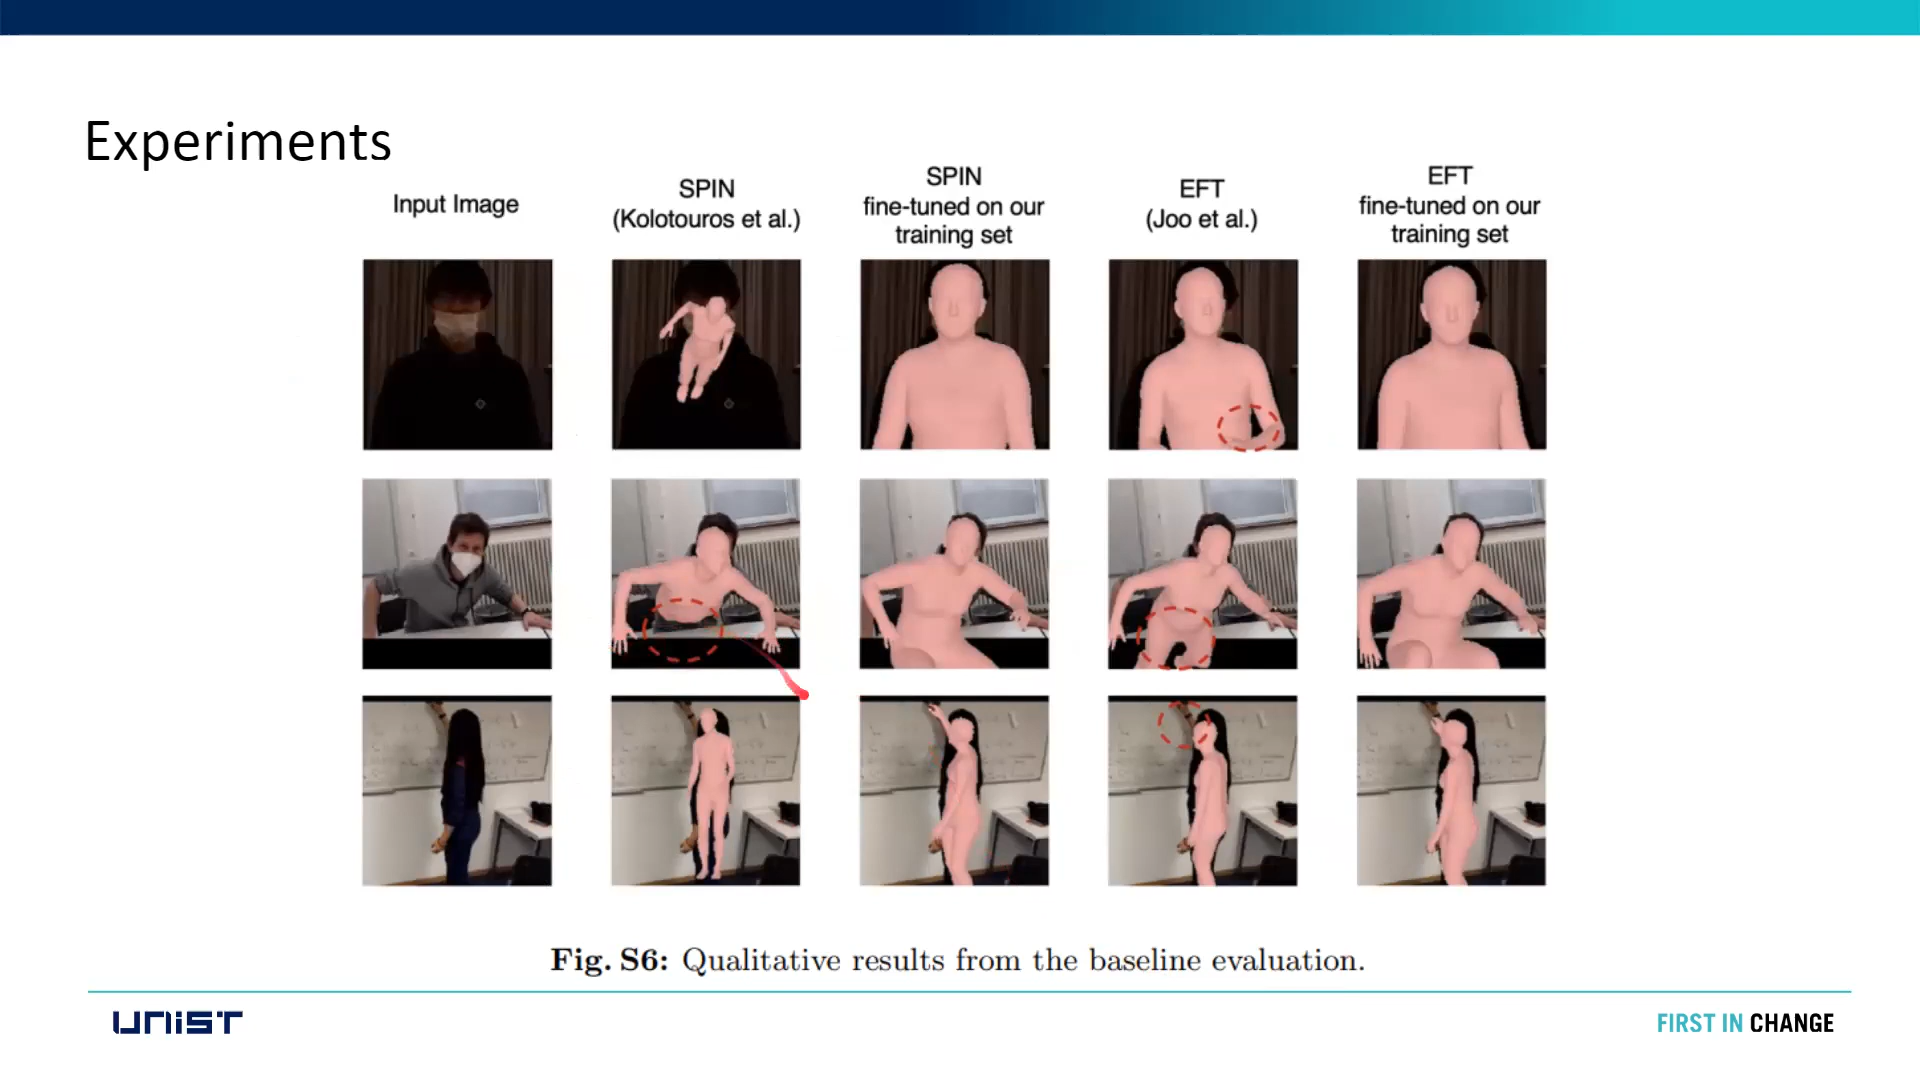 Experiments
Input Image
SPIN
(Kolotouros et al.)
SPIN
fine-tuned on our
training set
EFT
(Joo et al.)
EFT
fine-tuned on our
training set
Fig. S6: Qualitative results from the baseline evaluation.
UNIST
FIRST IN CHANGE